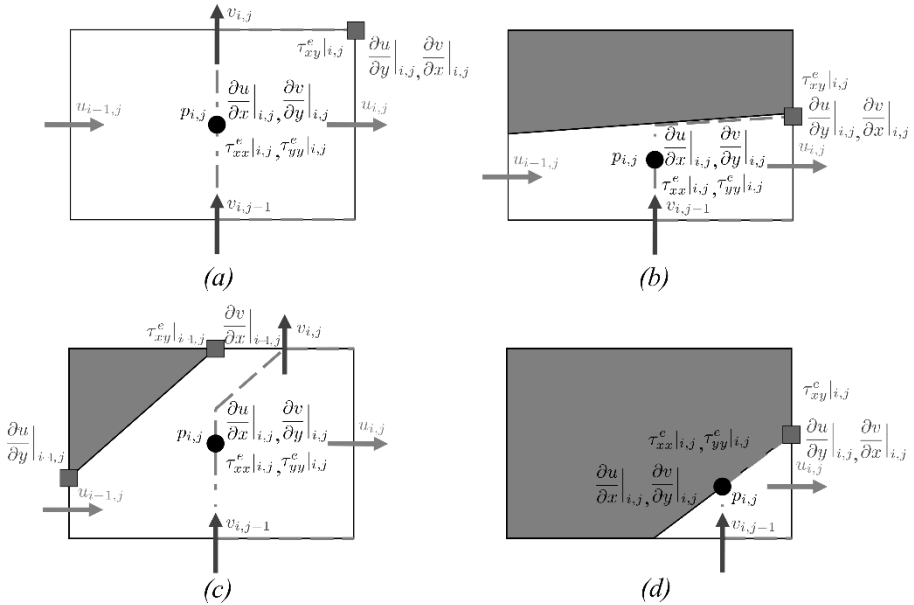 v_{i,j}
τ^e_{xy}|_{i,j}
∂u/∂y|_{i,j}, ∂v/∂x|_{i,j}
u_{i-1,j}
p_{i,j}
∂u/∂x|_{i,j}, ∂v/∂y|_{i,j}
u_{i,j}
τ^e_{xx}|_{i,j}, τ^e_{yy}|_{i,j}
v_{i,j-1}
(a)
τ^e_{xy}|_{i,j}
∂u/∂y|_{i,j}, ∂v/∂x|_{i,j}
u_{i-1,j}
p_{i,j}
∂u/∂x|_{i,j}, ∂v/∂y|_{i,j}
u_{i,j}
τ^e_{xx}|_{i,j}, τ^e_{yy}|_{i,j}
v_{i,j-1}
(b)
τ^e_{xy}|_{i-1,j}
∂v/∂x|_{i-1,j}
v_{i,j}
∂u/∂y|_{i-1,j}
p_{i,j}
∂u/∂x|_{i,j}, ∂v/∂y|_{i,j}
u_{i,j}
τ^e_{xx}|_{i,j}, τ^e_{yy}|_{i,j}
u_{i-1,j}
v_{i,j-1}
(c)
τ^e_{xy}|_{i,j}
τ^e_{xx}|_{i,j}, τ^e_{yy}|_{i,j}
∂u/∂y|_{i,j}, ∂v/∂x|_{i,j}
u_{i,j}
∂u/∂x|_{i,j}, ∂v/∂y|_{i,j}
p_{i,j}
v_{i,j-1}
(d)